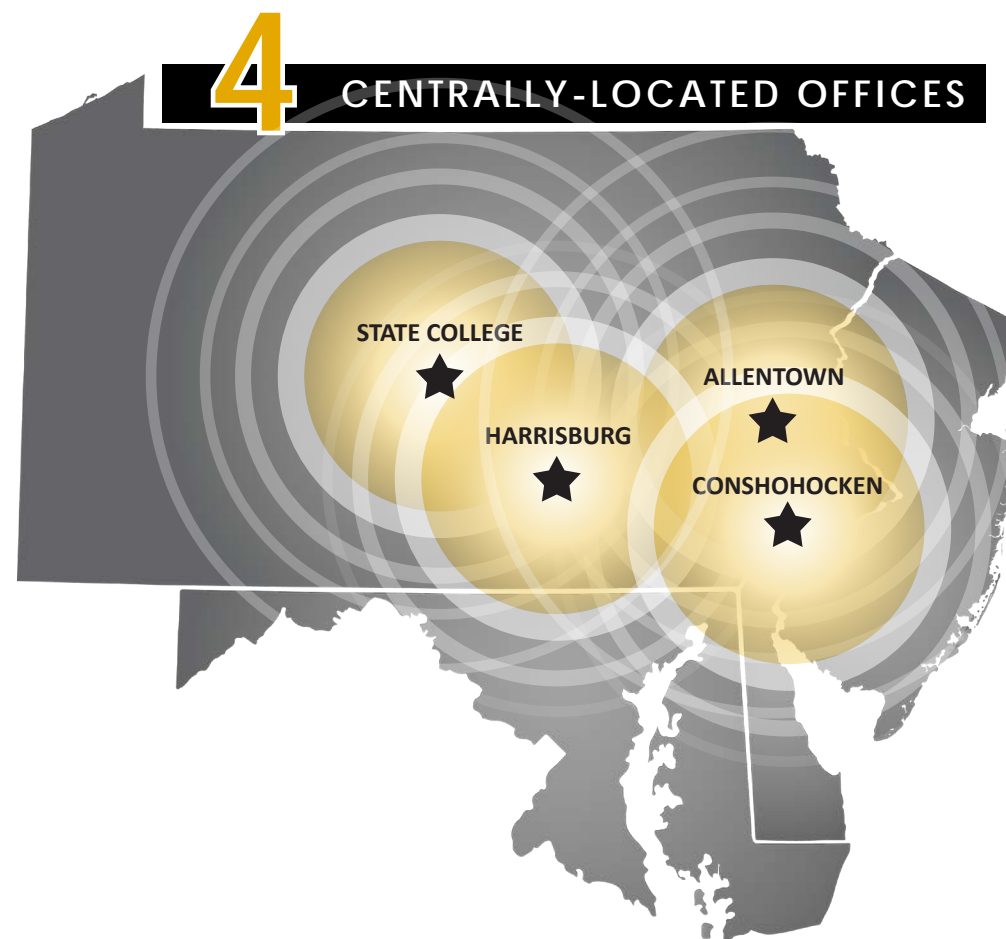 4 CENTRALLY-LOCATED OFFICES
STATE COLLEGE
ALLENTOWN
HARRISBURG
CONSHOHOCKEN